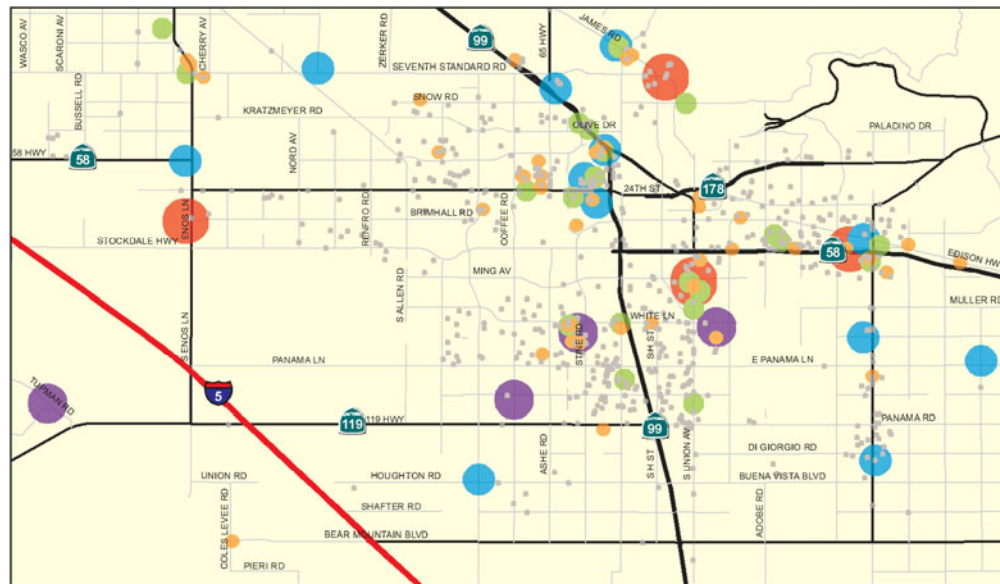 WASCO AV
SCARONI AV
CHERRY AV
ZERKER RD
99
65 HWY
JAMES RD
SEVENTH STANDARD RD
BUSSELL RD
SNOW RD
KRATZMEYER RD
OLIVE DR
PALADINO DR
NORD AV
58 HWY
58
178
24TH ST
ENOS LN
RENFRO RD
BRIMHALL RD
COFFEE RD
STOCKDALE HWY
58
EDISON HW
MING AV
S ALLEN RD
MULLER RD
WHITE LN
STINE RD
S H ST
S ENOS LN
PANAMA LN
E PANAMA LN
TUPMAN RD
5
119
119 HWY
99
PANAMA RD
ASHE RD
S H ST
S UNION AV
DI GIORGIO RD
UNION RD
HOUGHTON RD
BUENA VISTA BLVD
COLES LEVEE RD
SHAFTER RD
ADOBE RD
BEAR MOUNTAIN BLVD
PIERI RD